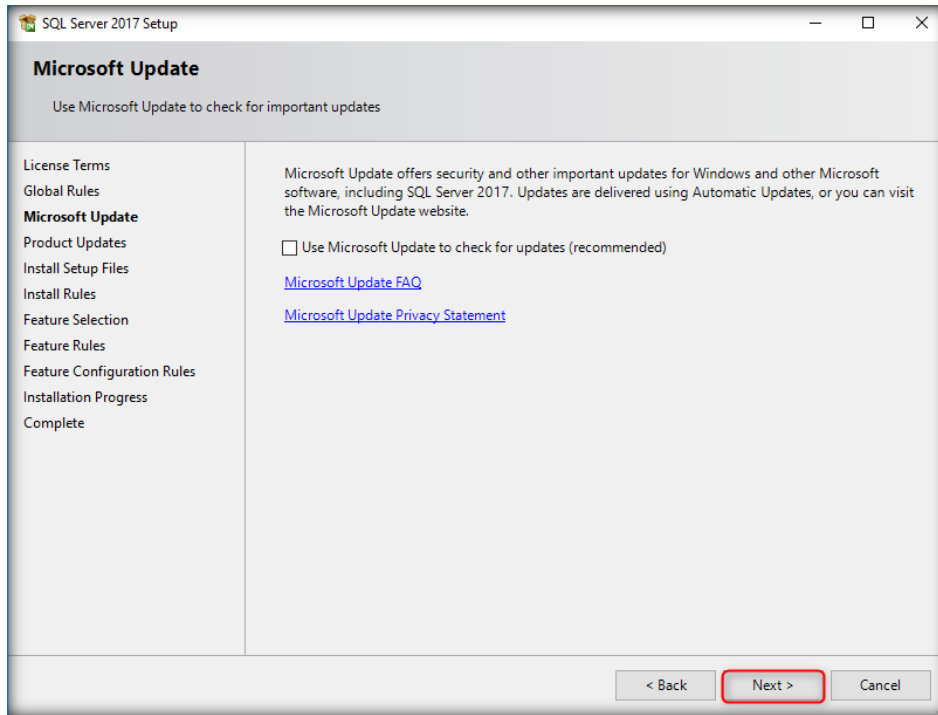 SQL Server 2017 Setup
Microsoft Update
Use Microsoft Update to check for important updates
License Terms
Global Rules
Microsoft Update
Product Updates
Install Setup Files
Install Rules
Feature Selection
Feature Rules
Feature Configuration Rules
Installation Progress
Complete
Microsoft Update offers security and other important updates for Windows and other Microsoft
software, including SQL Server 2017. Updates are delivered using Automatic Updates, or you can visit
the Microsoft Update website.
Use Microsoft Update to check for updates (recommended)
Microsoft Update FAQ
Microsoft Update Privacy Statement
< Back
Next >
Cancel